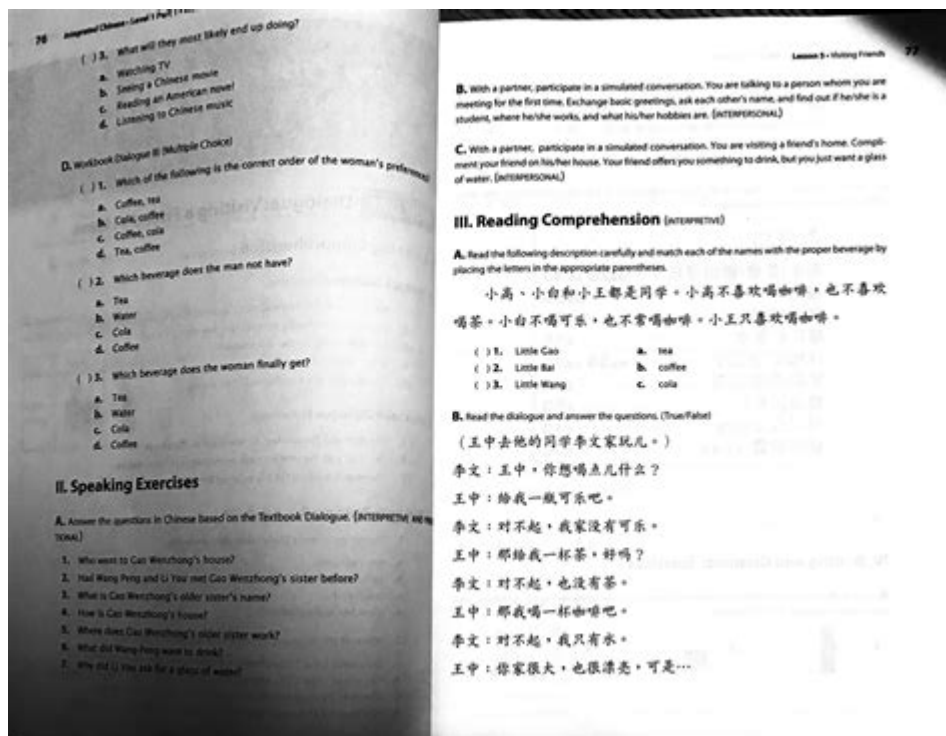 76
Integrated Chinese • Level 1 Part 1
( ) 3. What will they most likely end up doing?
a. Watching TV
b. Seeing a Chinese movie
c. Reading an American novel
d. Listening to Chinese music
D. Workbook Dialogue III (Multiple Choice)
( ) 1. Which of the following is the correct order of the woman's preferences
a. Coffee, tea
b. Cola, coffee
c. Coffee, cola
d. Tea, coffee
( ) 2. Which beverage does the man not have?
a. Tea
b. Water
c. Cola
d. Coffee
( ) 3. Which beverage does the woman finally get?
a. Tea
b. Water
c. Cola
d. Coffee
II. Speaking Exercises
A. Answer the questions in Chinese based on the Textbook Dialogue. (INTERPRETIVE AND
TIONAL)
1. Who went to Gao Wenzhong's house?
2. Had Wang Peng and Li You met Gao Wenzhong's sister before?
3. What is Gao Wenzhong's older sister's name?
4. How is Gao Wenzhong's house?
5. Where does Gao Wenzhong's older sister work?
6. What did Wang Peng want to drink?
7. Why did Li You ask for a glass of water?
Lesson 5 • Visiting Friends 77
B. With a partner, participate in a simulated conversation. You are talking to a person whom you are
meeting for the first time. Exchange basic greetings, ask each other's name, and find out if he/she is a
student, where he/she works, and what his/her hobbies are. (INTERPERSONAL)
C. With a partner, participate in a simulated conversation. You are visiting a friend's home. Compli-
ment your friend on his/her house. Your friend offers you something to drink, but you just want a glass
of water. (INTERPERSONAL)
III. Reading Comprehension (INTERPRETIVE)
A. Read the following description carefully and match each of the names with the proper beverage by
placing the letters in the appropriate parentheses.
小高、小白和小王都是同学。小高不喜欢喝咖啡，也不喜欢
喝茶。小白不喝可乐，也不常喝咖啡。小王只喜欢喝咖啡。
( ) 1. Little Gao a. tea
( ) 2. Little Bai b. coffee
( ) 3. Little Wang c. cola
B. Read the dialogue and answer the questions. (True/False)
（王中去他的同学李文家玩儿。）
李文：王中，你想喝点儿什么？
王中：给我一瓶可乐吧。
李文：对不起，我家没有可乐。
王中：那给我一杯茶，好吗？
李文：对不起，也没有茶。
王中：那我喝一杯咖啡吧。
李文：对不起，我只有水。
王中：你家很大，也很漂亮，可是…